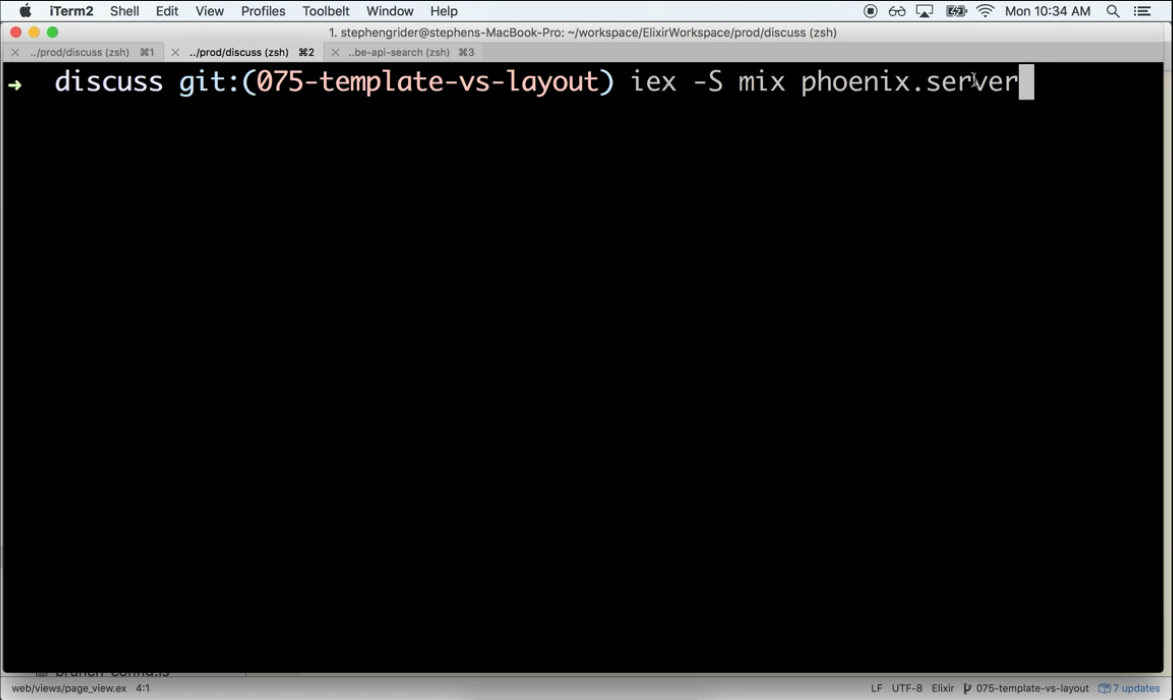 iTerm2 Shell Edit View Profiles Toolbelt Window Help Mon 10:34 AM
1. stephengrider@stephens-MacBook-Pro: ~/workspace/ElixirWorkspace/prod/discuss (zsh)
../prod/discuss (zsh) ⌘1 ../prod/discuss (zsh) ⌘2 ..be-api-search (zsh) ⌘3
→ discuss git:(075-template-vs-layout) iex -S mix phoenix.server
web/views/page_view.ex 4:1 LF UTF-8 Elixir 075-template-vs-layout 7 updates